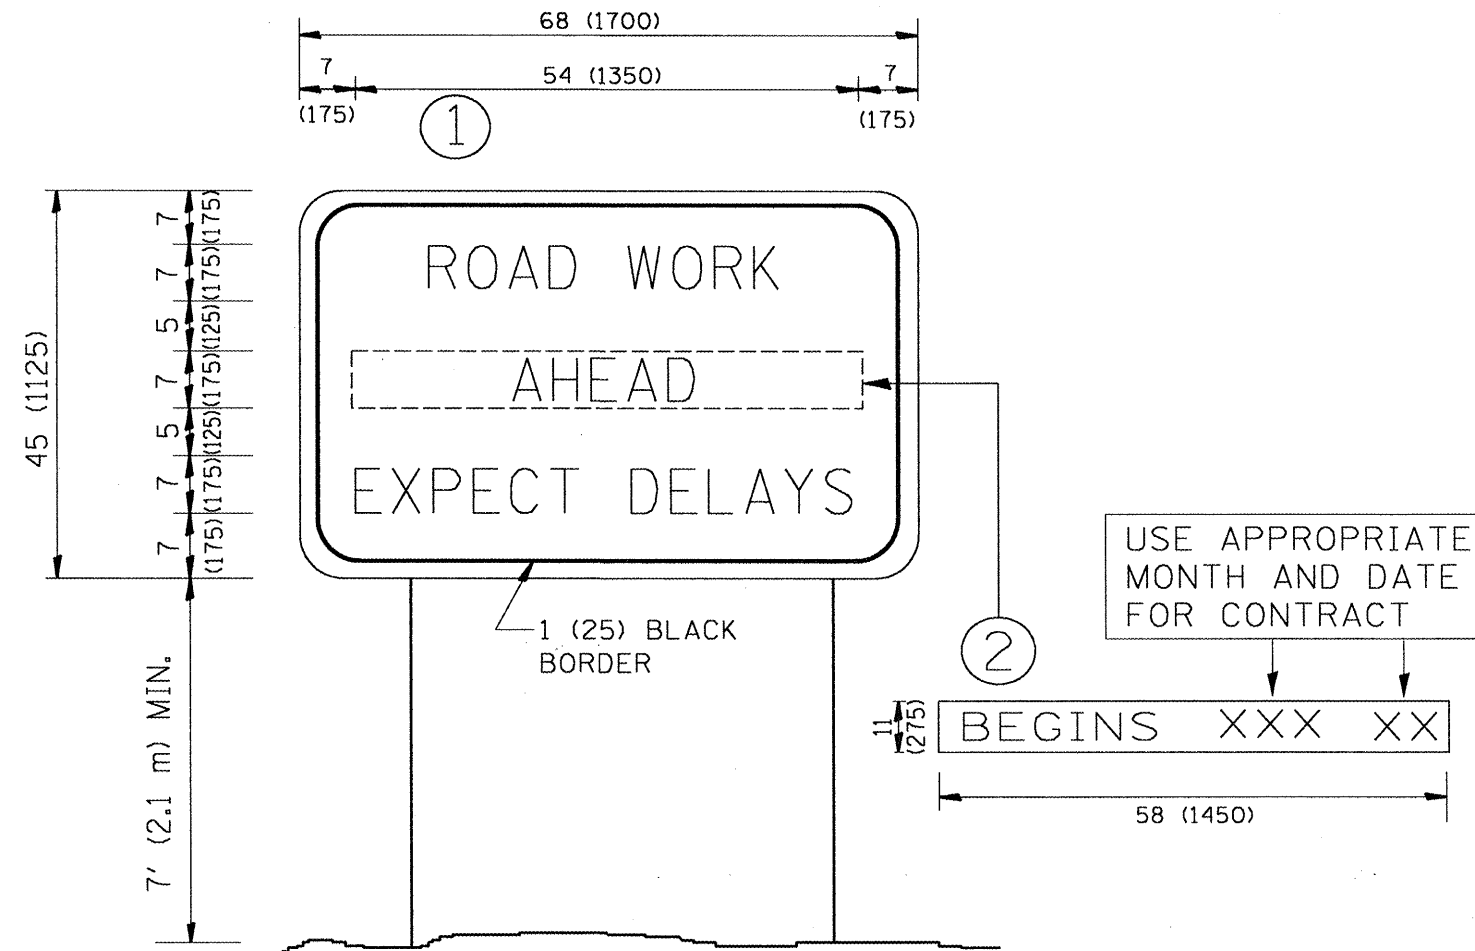 68 (1700)
7
54 (1350)
7
(175)
(175)
1
7
(175)
7
(175)
5
(125)
7
(175)
5
(125)
7
(175)
7
(175)
45 (1125)
ROAD WORK
AHEAD
EXPECT DELAYS
1 (25) BLACK
BORDER
7' (2.1 m) MIN.
USE APPROPRIATE
MONTH AND DATE
FOR CONTRACT
2
11
(275)
BEGINS XXX XX
58 (1450)